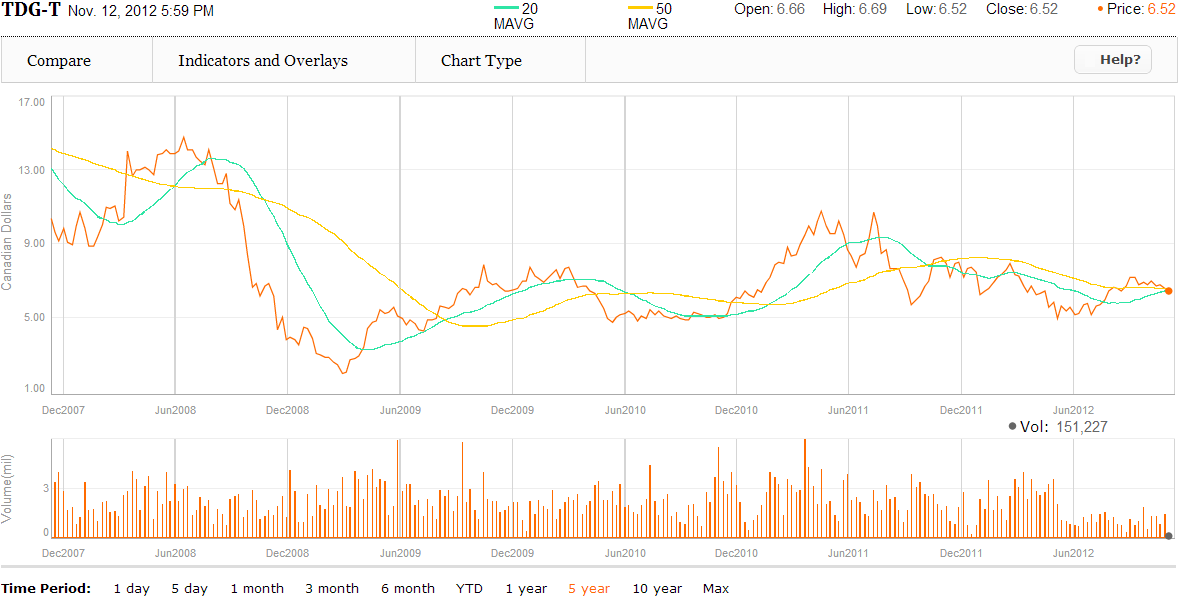 TDG-T Nov. 12, 2012 5:59 PM 20 MAVG 50 MAVG Open: 6.66 High: 6.69 Low: 6.52 Close: 6.52 Price: 6.52
Compare Indicators and Overlays Chart Type Help?
17.00
13.00
9.00
5.00
1.00
Canadian Dollars
Dec2007 Jun2008 Dec2008 Jun2009 Dec2009 Jun2010 Dec2010 Jun2011 Dec2011 Jun2012
Vol: 151,227
3
0
Volume(mil)
Dec2007 Jun2008 Dec2008 Jun2009 Dec2009 Jun2010 Dec2010 Jun2011 Dec2011 Jun2012
Time Period: 1 day 5 day 1 month 3 month 6 month YTD 1 year 5 year 10 year Max